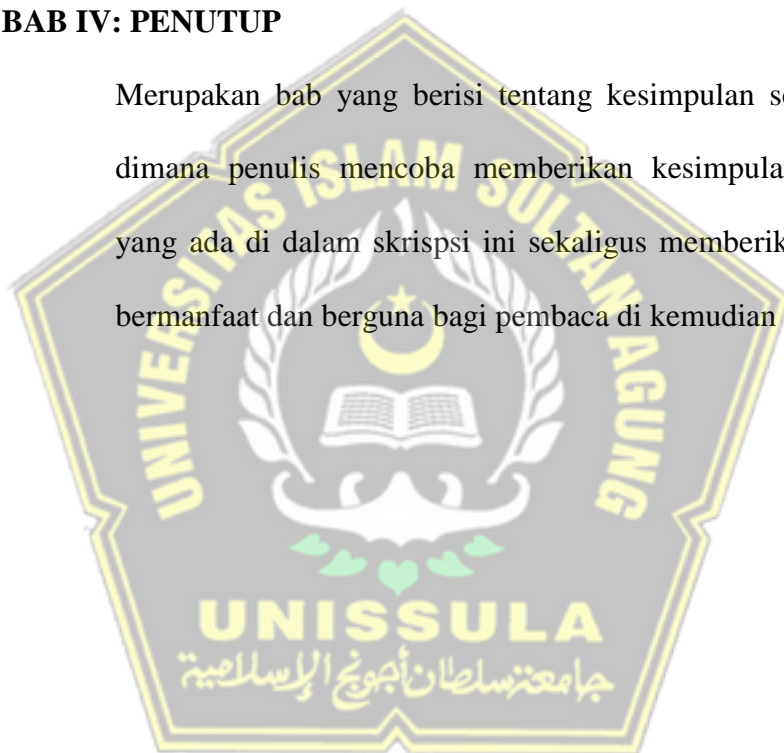 BAB IV: PENUTUP
Merupakan bab yang berisi tentang kesimpulan
dimana penulis mencoba memberikan
yang ada di dalam skrispsi ini sekaligus
bermanfaat dan berguna bagi pembaca di kemudian
UNIVERSITAS ISLAM SULTAN AGUNG
UNISSULA
جامعة سلطان أجونج الإسلامية